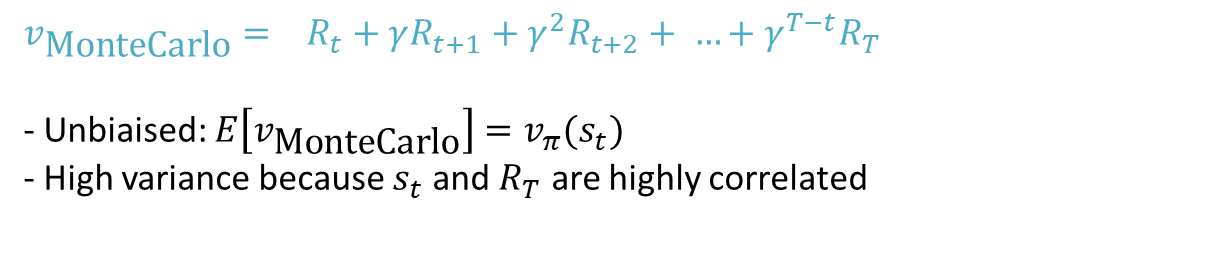 v_MonteCarlo = R_t + γR_{t+1} + γ^2R_{t+2} + ... + γ^{T−t}R_T
- Unbiaised: E[v_MonteCarlo] = v_π(s_t)
- High variance because s_t and R_T are highly correlated